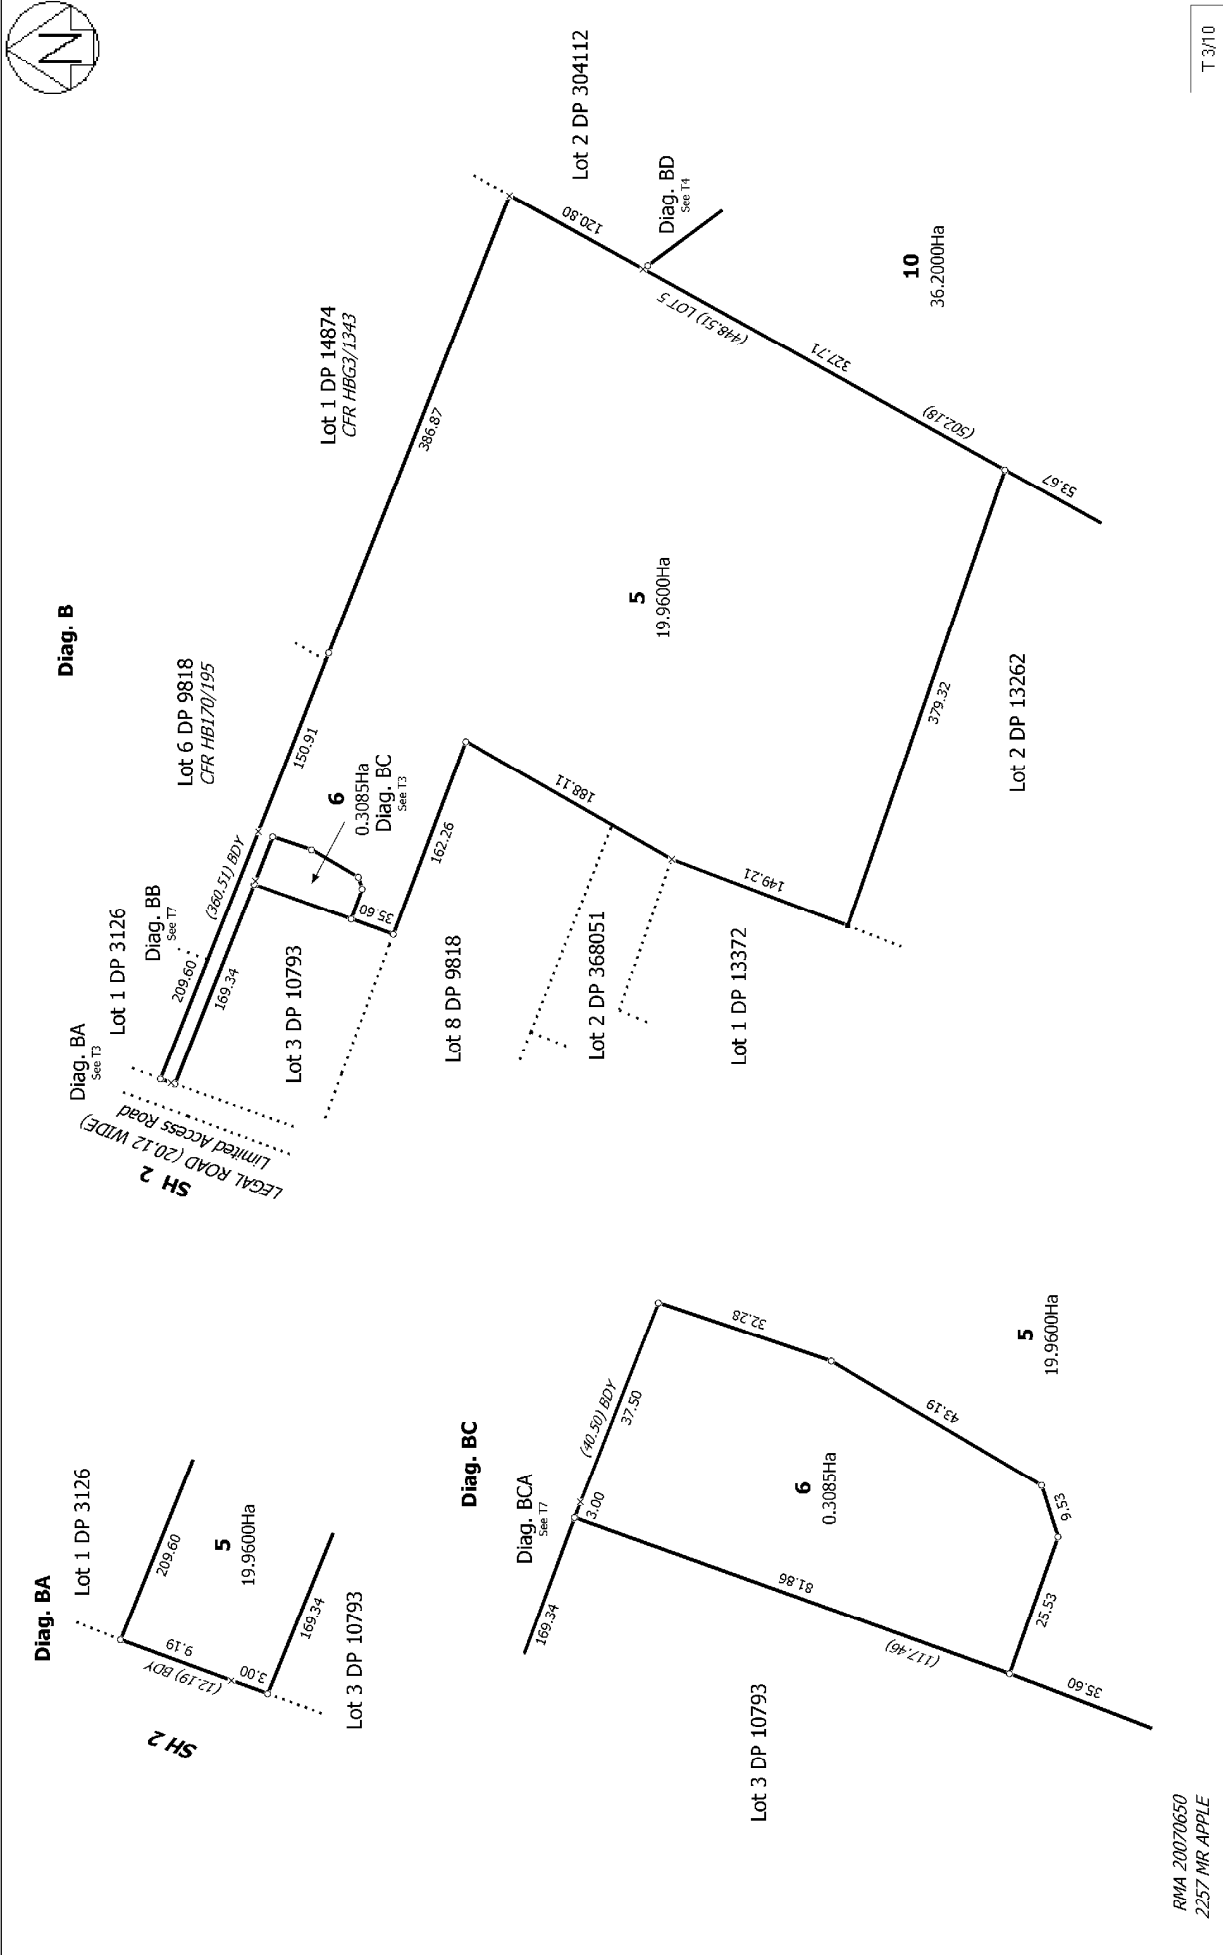 N
Diag. B
Diag. BA
See T3
Lot 1 DP 3126
Diag. BB
See T7
Lot 6 DP 9818
CFR HB170/195
Lot 1 DP 14874
CFR HBG3/1343
Lot 2 DP 304112
209.60
(360.51) BDY
150.91
386.87
120.80
Diag. BD
See T4
(448.51) LOT 5
327.71
(502.18)
53.67
10
36.2000Ha
169.34
6
0.3085Ha
Diag. BC
See T3
35.60
162.26
188.11
149.21
5
19.9600Ha
379.32
Lot 3 DP 10793
Lot 8 DP 9818
Lot 2 DP 368051
Lot 1 DP 13372
Lot 2 DP 13262
SH 2
LEGAL ROAD (20.12 WIDE)
Limited Access Road
Diag. BA
Lot 1 DP 3126
209.60
5
19.9600Ha
9.19
(12.19) BDY
3.00
169.34
Lot 3 DP 10793
SH 2
Diag. BC
Diag. BCA
See T7
169.34
3.00
(40.50) BDY
37.50
32.28
43.19
9.53
25.53
81.86
(117.46)
35.60
6
0.3085Ha
5
19.9600Ha
Lot 3 DP 10793
RMA 20070650
2257 MR APPLE
T 3/10